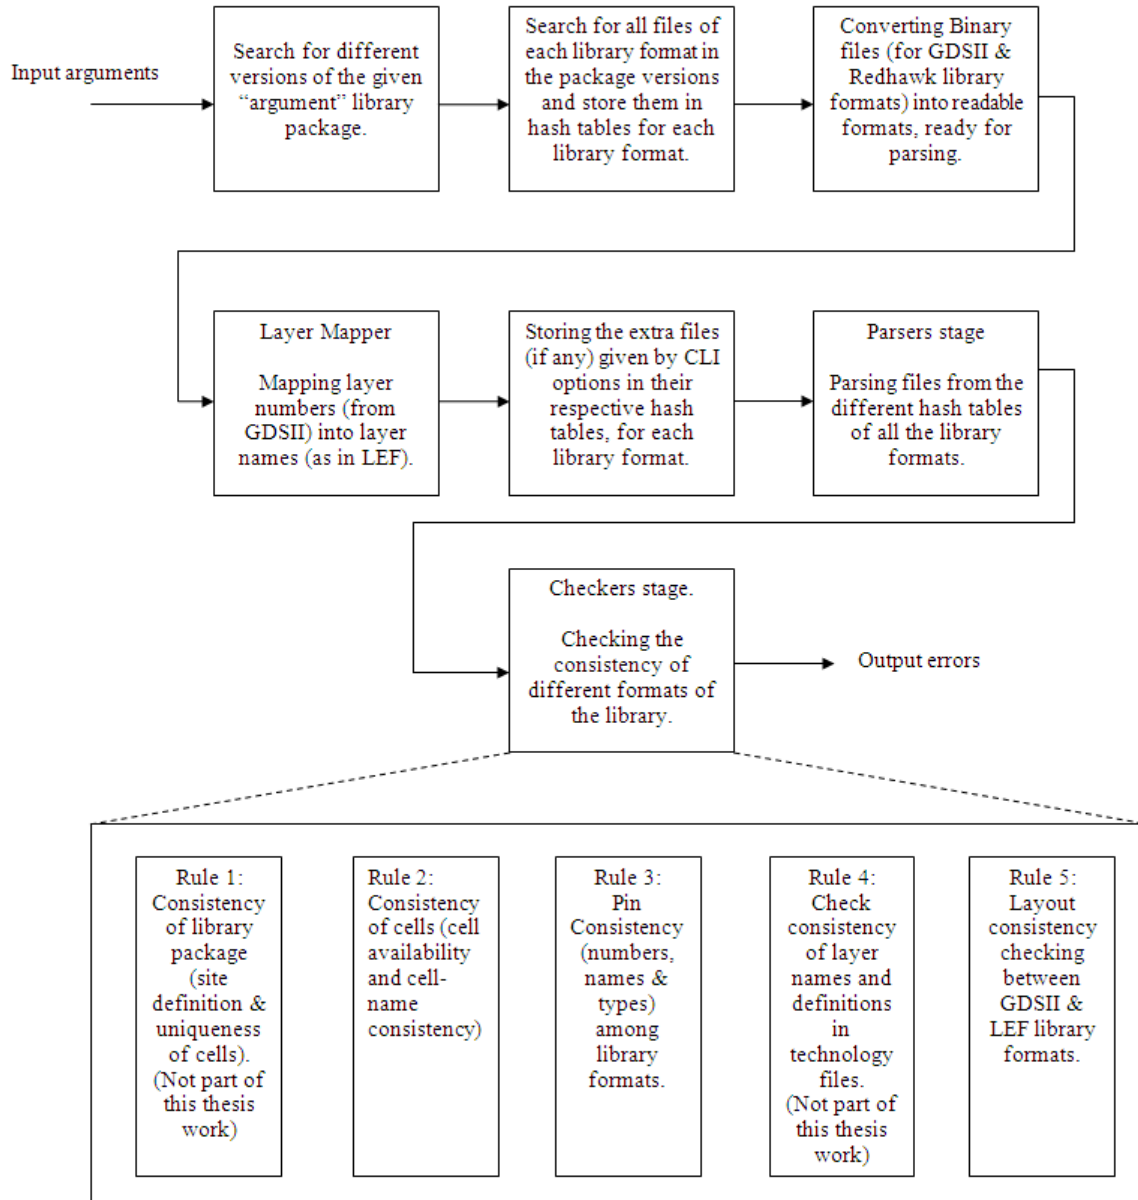 Input arguments
Search for different
versions of the given
“argument” library
package.
Search for all files of
each library format in
the package versions
and store them in
hash tables for each
library format.
Converting Binary
files (for GDSII &
Redhawk library
formats) into readable
formats, ready for
parsing.
Layer Mapper
Mapping layer
numbers (from
GDSII) into layer
names (as in LEF).
Storing the extra files
(if any) given by CLI
options in their
respective hash
tables, for each
library format.
Parsers stage
Parsing files from the
different hash tables
of all the library
formats.
Checkers stage.
Checking the
consistency of
different formats of
the library.
Output errors
Rule 1:
Consistency
of library
package
(site
definition &
uniqueness
of cells).
(Not part of
this thesis
work)
Rule 2:
Consistency
of cells (cell
availability
and cell-
name
consistency)
Rule 3:
Pin
Consistency
(numbers,
names &
types)
among
library
formats.
Rule 4:
Check
consistency
of layer
names and
definitions
in
technology
files.
(Not part of
this thesis
work)
Rule 5:
Layout
consistency
checking
between
GDSII &
LEF library
formats.